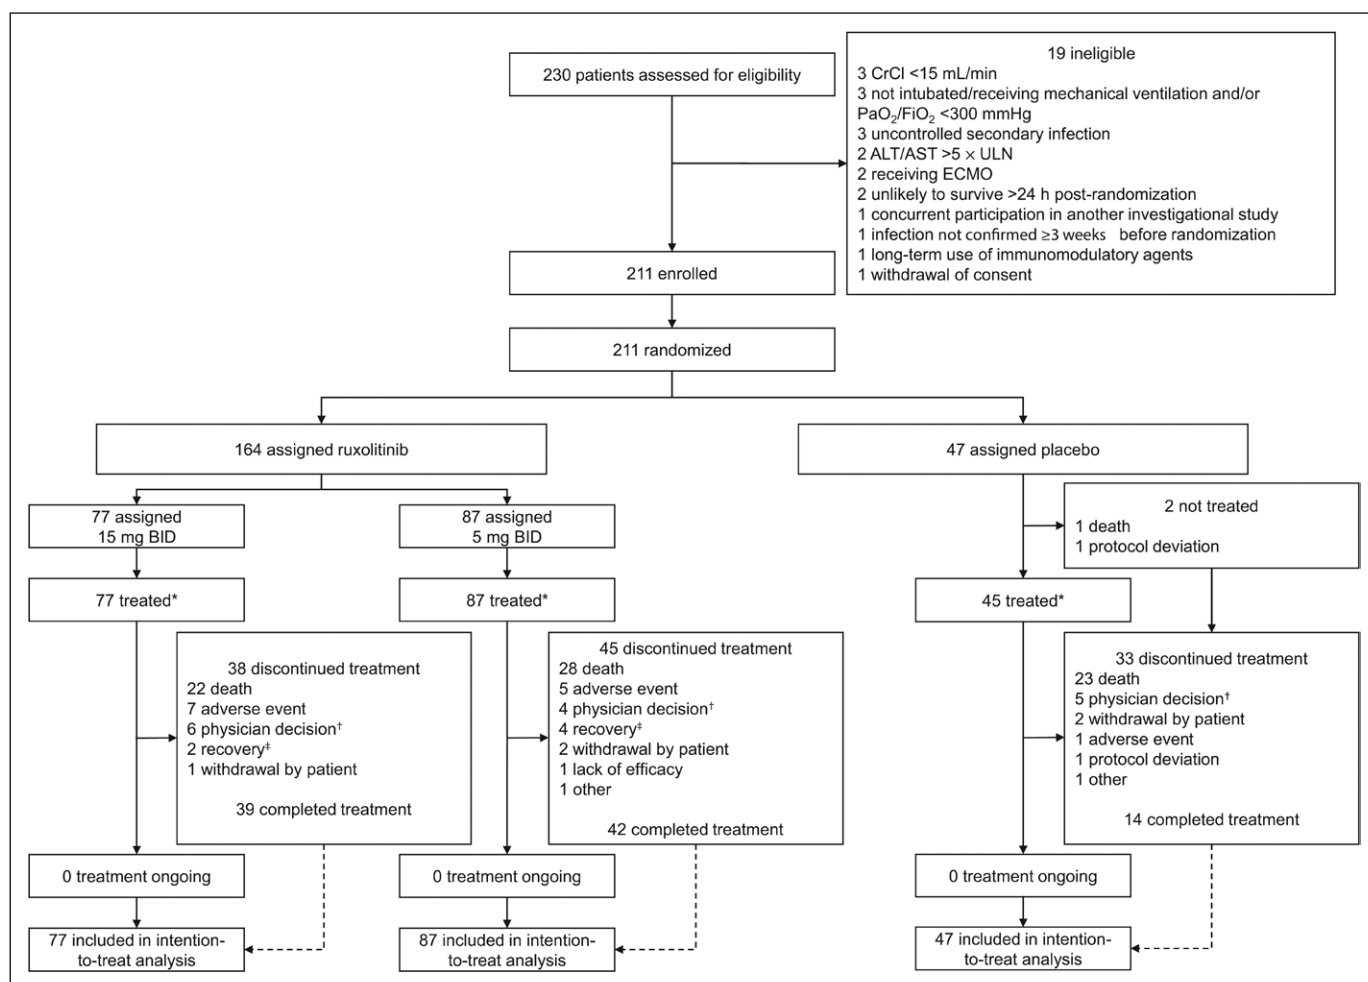 230 patients assessed for eligibility
19 ineligible
3 CrCl <15 mL/min
3 not intubated/receiving mechanical ventilation and/or
PaO₂/FiO₂ <300 mmHg
3 uncontrolled secondary infection
2 ALT/AST >5 × ULN
2 receiving ECMO
2 unlikely to survive >24 h post-randomization
1 concurrent participation in another investigational study
1 infection not confirmed ≥3 weeks before randomization
1 long-term use of immunomodulatory agents
1 withdrawal of consent
211 enrolled
211 randomized
164 assigned ruxolitinib
47 assigned placebo
77 assigned
15 mg BID
87 assigned
5 mg BID
2 not treated
1 death
1 protocol deviation
77 treated*
87 treated*
45 treated*
38 discontinued treatment
22 death
7 adverse event
6 physician decision†
2 recovery‡
1 withdrawal by patient
39 completed treatment
45 discontinued treatment
28 death
5 adverse event
4 physician decision†
4 recovery‡
2 withdrawal by patient
1 lack of efficacy
1 other
42 completed treatment
33 discontinued treatment
23 death
5 physician decision†
2 withdrawal by patient
1 adverse event
1 protocol deviation
1 other
14 completed treatment
0 treatment ongoing
0 treatment ongoing
0 treatment ongoing
77 included in intention-
to-treat analysis
87 included in intention-
to-treat analysis
47 included in intention-
to-treat analysis